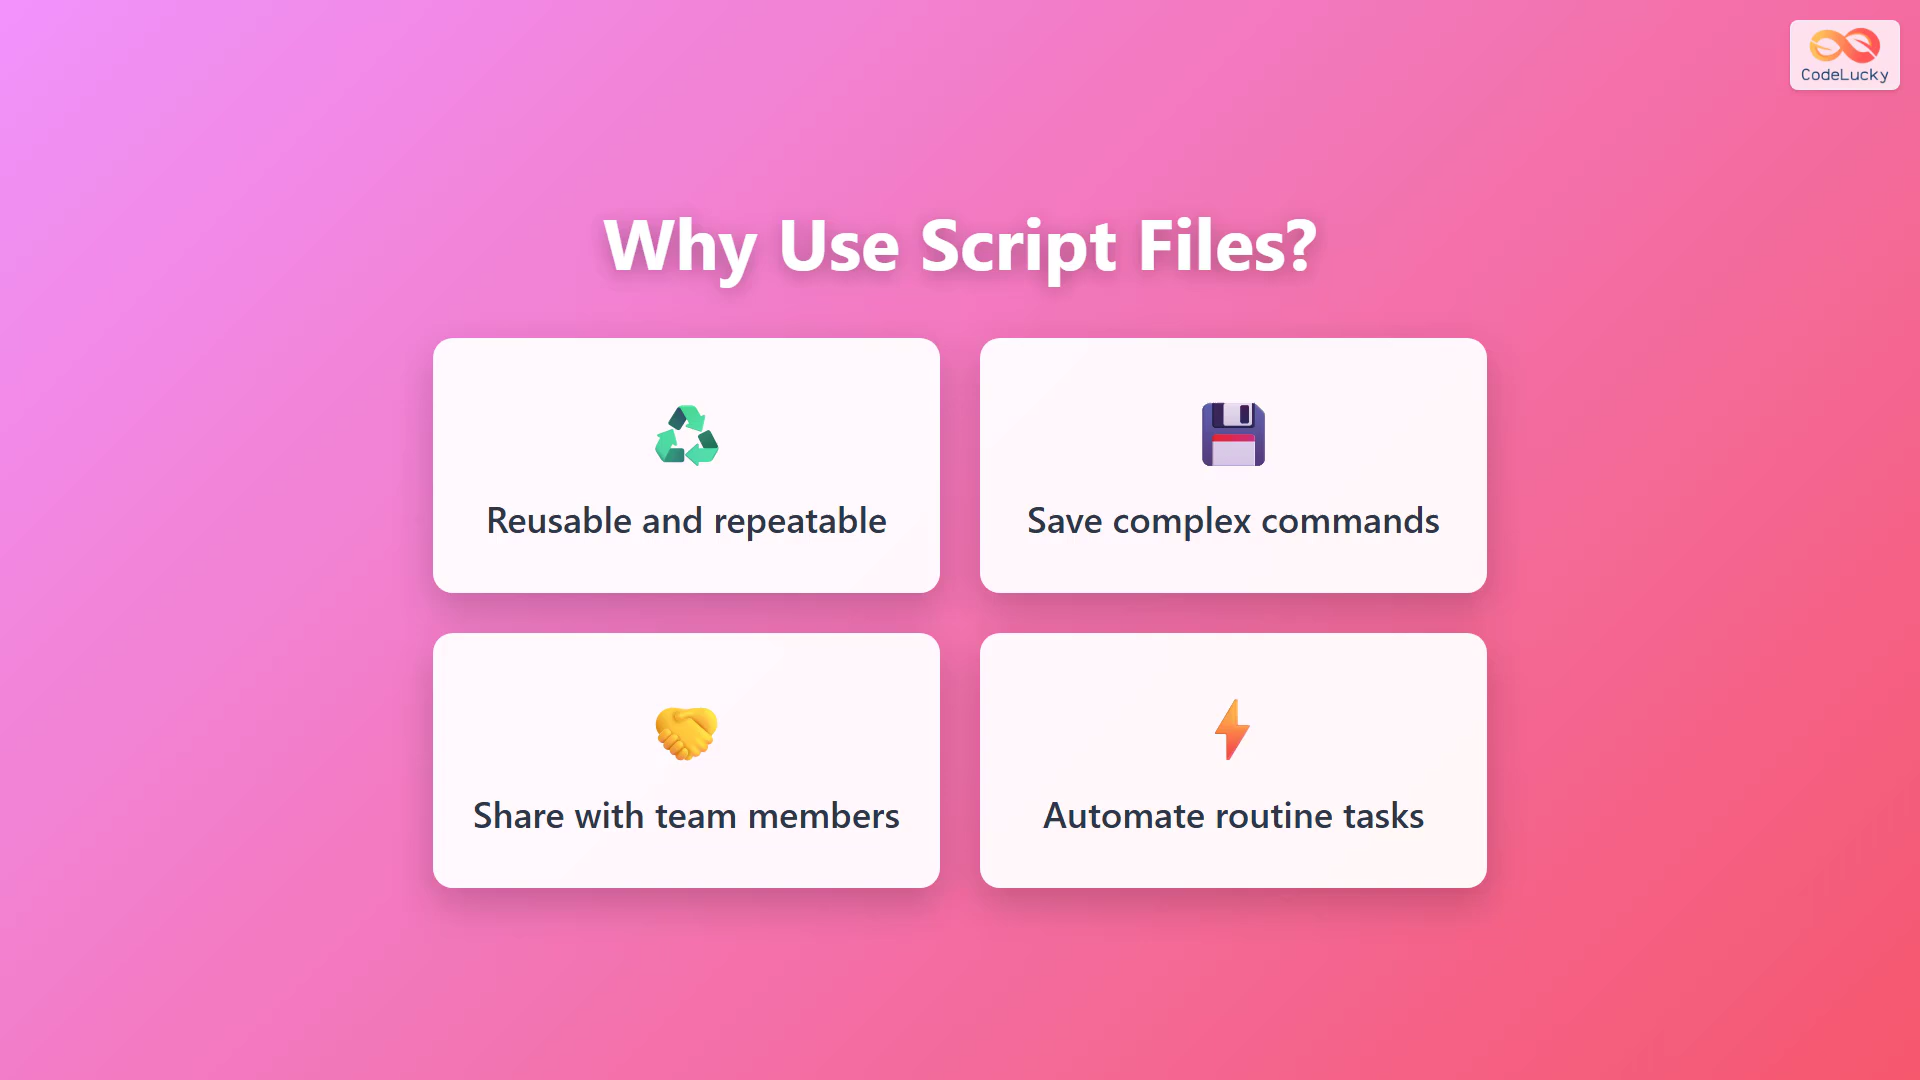 CodeLucky
Why Use Script Files?
Reusable and repeatable
Save complex commands
Share with team members
Automate routine tasks